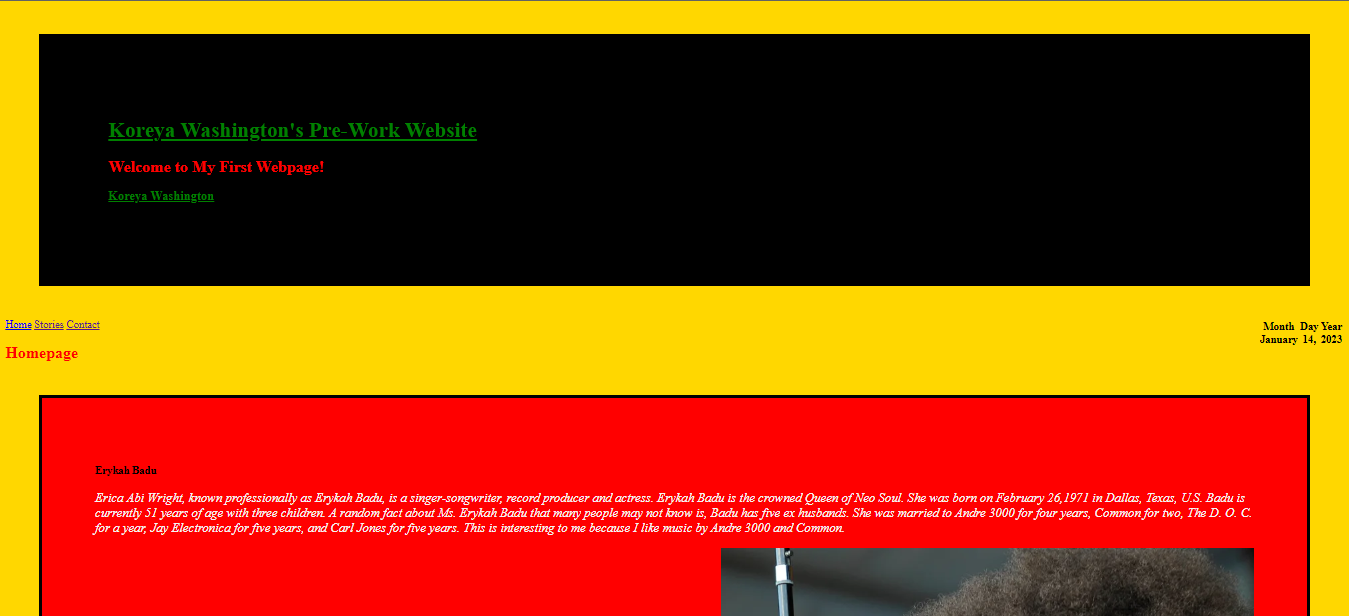 Koreya Washington's Pre-Work Website
Welcome to My First Webpage!
Koreya Washington
Home Stories Contact
Month Day Year
January 14, 2023
Homepage
Erykah Badu
Erica Abi Wright, known professionally as Erykah Badu, is a singer-songwriter, record producer and actress. Erykah Badu is the crowned Queen of Neo Soul. She was born on February 26,1971 in Dallas, Texas, U.S. Badu is
currently 51 years of age with three children. A random fact about Ms. Erykah Badu that many people may not know is, Badu has five ex husbands. She was married to Andre 3000 for four years, Common for two, The D. O. C.
for a year, Jay Electronica for five years, and Carl Jones for five years. This is interesting to me because I like music by Andre 3000 and Common.